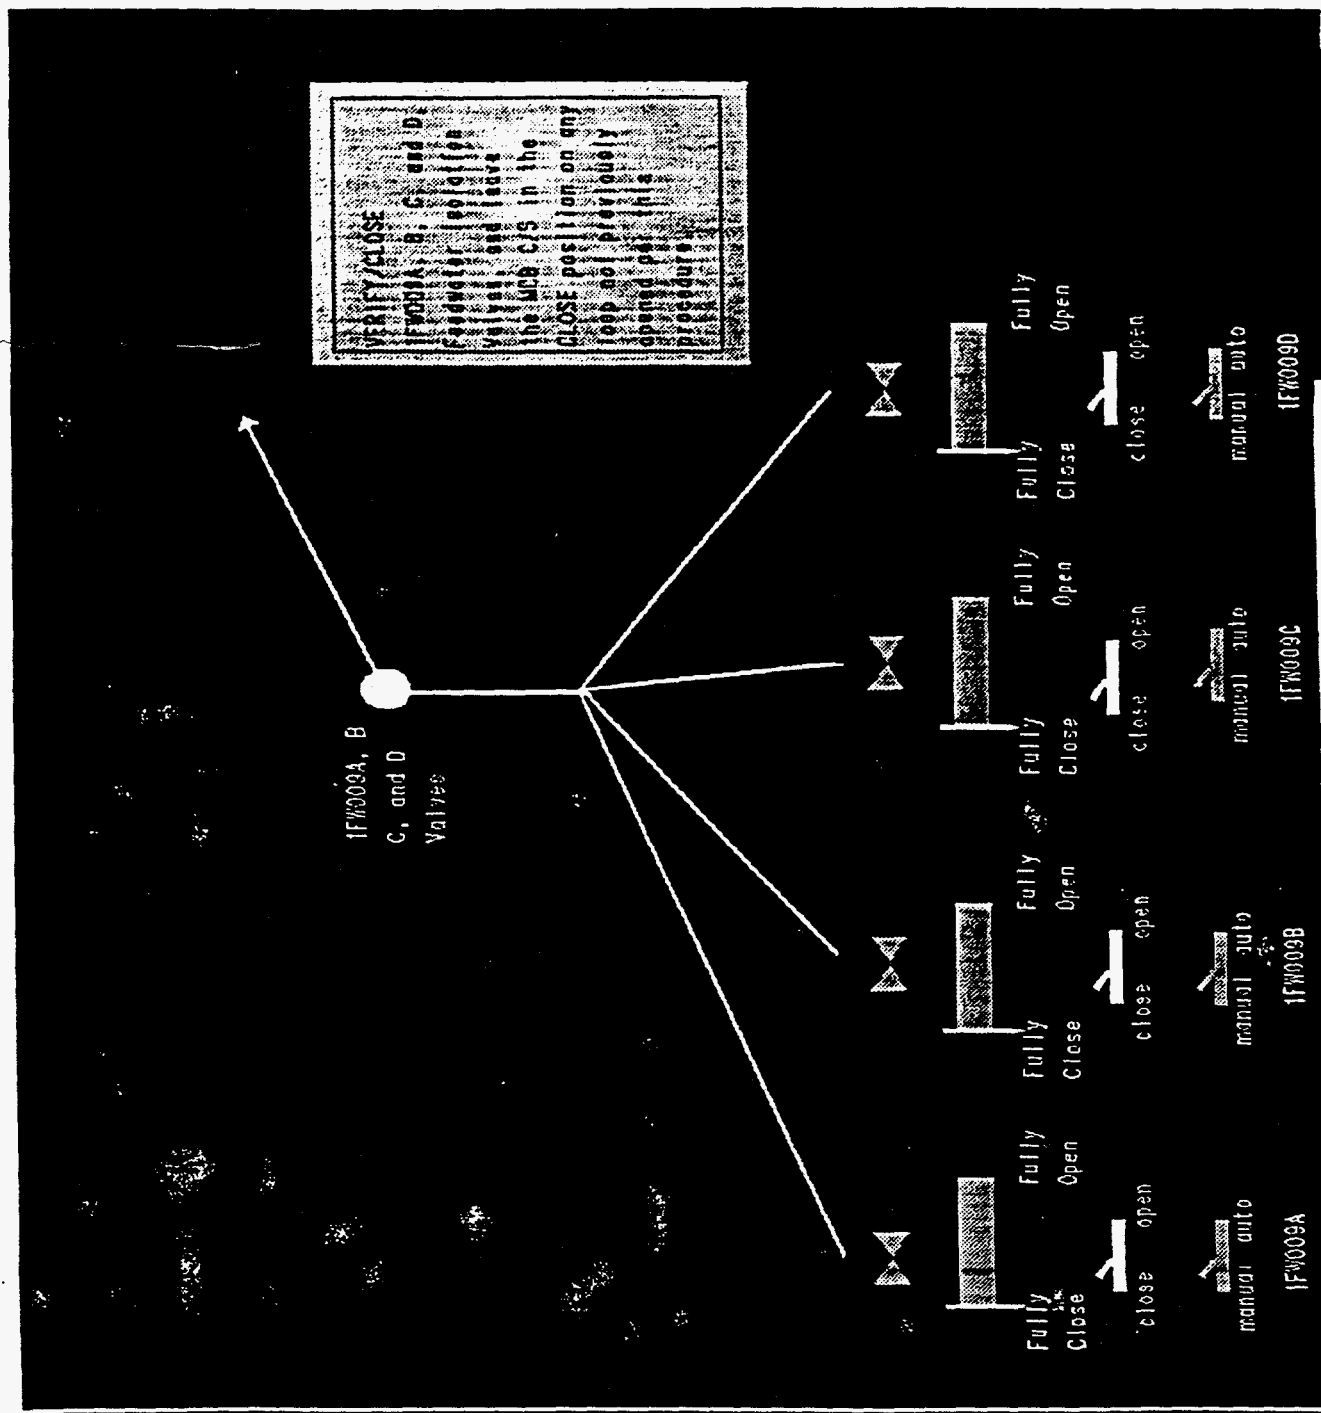 VERIFY/CLOSE
1FW009A, B, C, and D,
Feedwater isolation
valves, and leave
the MCB C/S in the
CLOSE position on any
loop not previously
opened per this
procedure.
1FW009A, B
C, and D
Valves
Fully
Close
Fully
Open
close open
manual auto
1FW009A
Fully
Close
Fully
Open
close open
manual auto
1FW009B
Fully
Close
Fully
Open
close open
manual auto
1FW009C
Fully
Close
Fully
Open
close open
manual auto
1FW009D